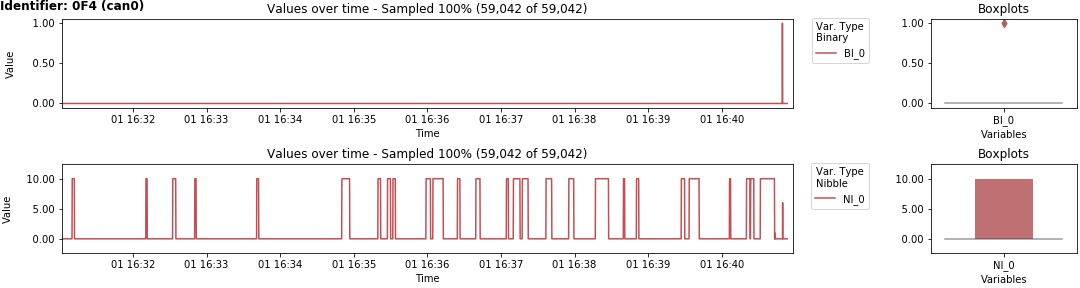 Identifier: 0F4 (can0)
Values over time - Sampled 100% (59,042 of 59,042)
Value
1.00
0.50
0.00
01 16:32 01 16:33 01 16:34 01 16:35 01 16:36 01 16:37 01 16:38 01 16:39 01 16:40
Time
Var. Type
Binary
BI_0
Boxplots
1.00
0.50
0.00
BI_0
Variables
Values over time - Sampled 100% (59,042 of 59,042)
Value
10.00
5.00
0.00
01 16:32 01 16:33 01 16:34 01 16:35 01 16:36 01 16:37 01 16:38 01 16:39 01 16:40
Time
Var. Type
Nibble
NI_0
Boxplots
10.00
5.00
0.00
NI_0
Variables